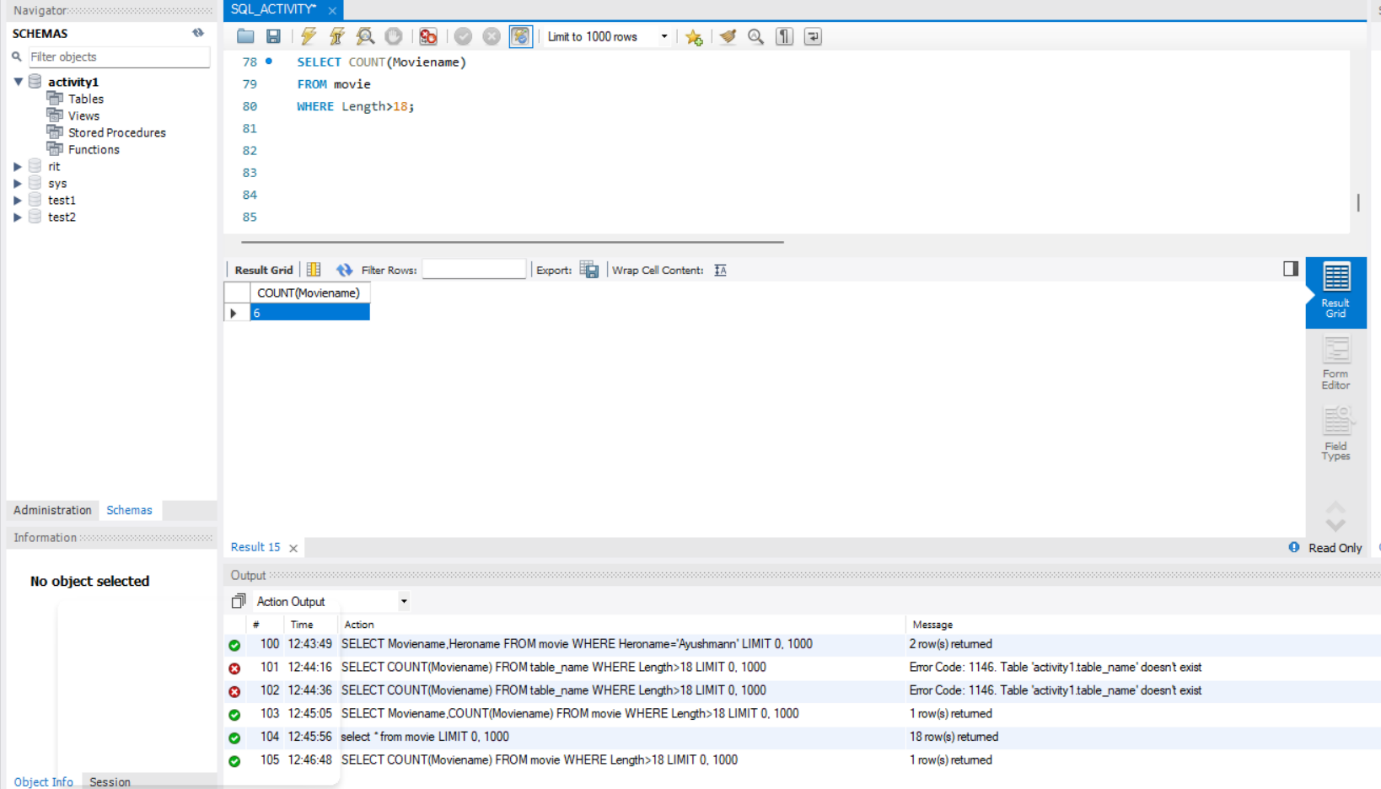 Navigator
SCHEMAS
Filter objects
activity1
Tables
Views
Stored Procedures
Functions
rit
sys
test1
test2
Administration Schemas
Information
No object selected
Object Info Session
SQL_ACTIVITY* ×
Limit to 1000 rows
78 SELECT COUNT(Moviename)
79 FROM movie
80 WHERE Length>18;
81
82
83
84
85
Result Grid Filter Rows: Export: Wrap Cell Content:
COUNT(Moviename)
6
Result Grid
Form Editor
Field Types
Result 15 × Read Only
Output
Action Output
# Time Action Message
100 12:43:49 SELECT Moviename,Heroname FROM movie WHERE Heroname='Ayushmann' LIMIT 0, 1000 2 row(s) returned
101 12:44:16 SELECT COUNT(Moviename) FROM table_name WHERE Length>18 LIMIT 0, 1000 Error Code: 1146. Table 'activity1.table_name' doesn't exist
102 12:44:36 SELECT COUNT(Moviename) FROM table_name WHERE Length>18 LIMIT 0, 1000 Error Code: 1146. Table 'activity1.table_name' doesn't exist
103 12:45:05 SELECT Moviename,COUNT(Moviename) FROM movie WHERE Length>18 LIMIT 0, 1000 1 row(s) returned
104 12:45:56 select * from movie LIMIT 0, 1000 18 row(s) returned
105 12:46:48 SELECT COUNT(Moviename) FROM movie WHERE Length>18 LIMIT 0, 1000 1 row(s) returned